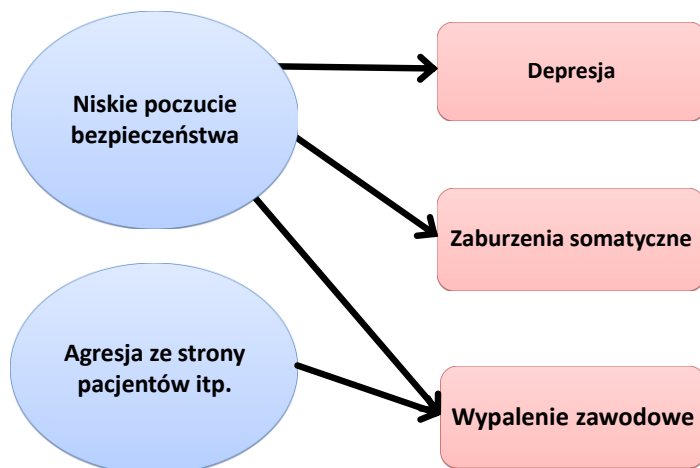 Niskie poczucie
bezpieczeństwa
Depresja
Zaburzenia somatyczne
Agresja ze strony
pacjentów itp.
Wypalenie zawodowe